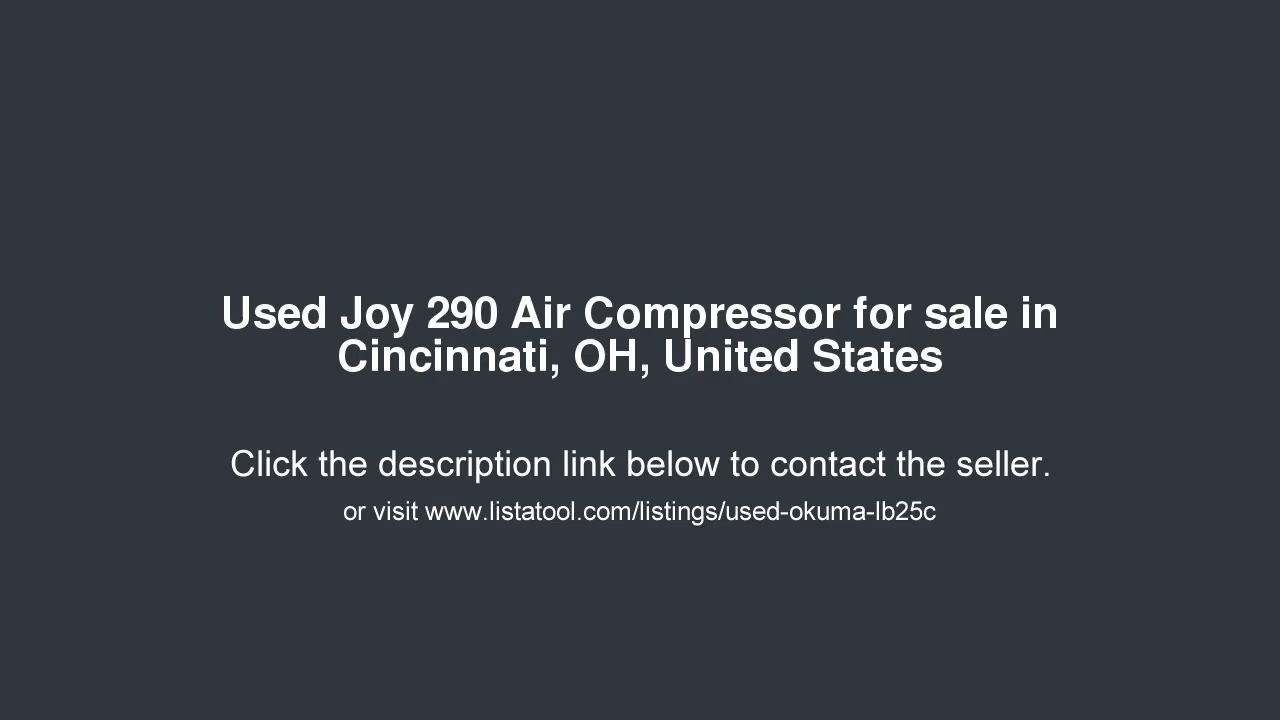 Used Joy 290 Air Compressor for sale in
Cincinnati, OH, United States
Click the description link below to contact the seller.
or visit www.listatool.com/listings/used-okuma-lb25c